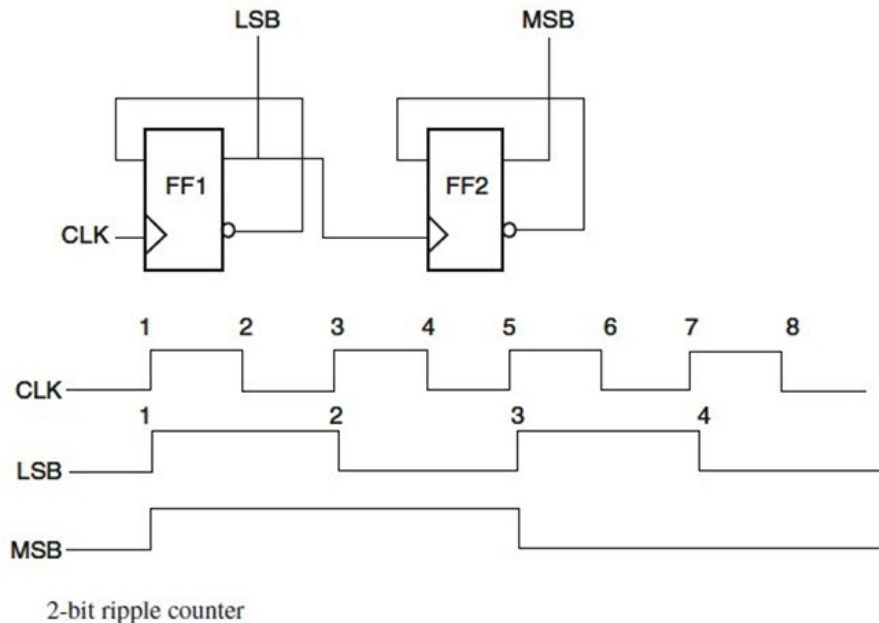 LSB MSB
FF1 FF2
CLK
1 2 3 4 5 6 7 8
CLK
1 2 3 4
LSB
MSB
2-bit ripple counter